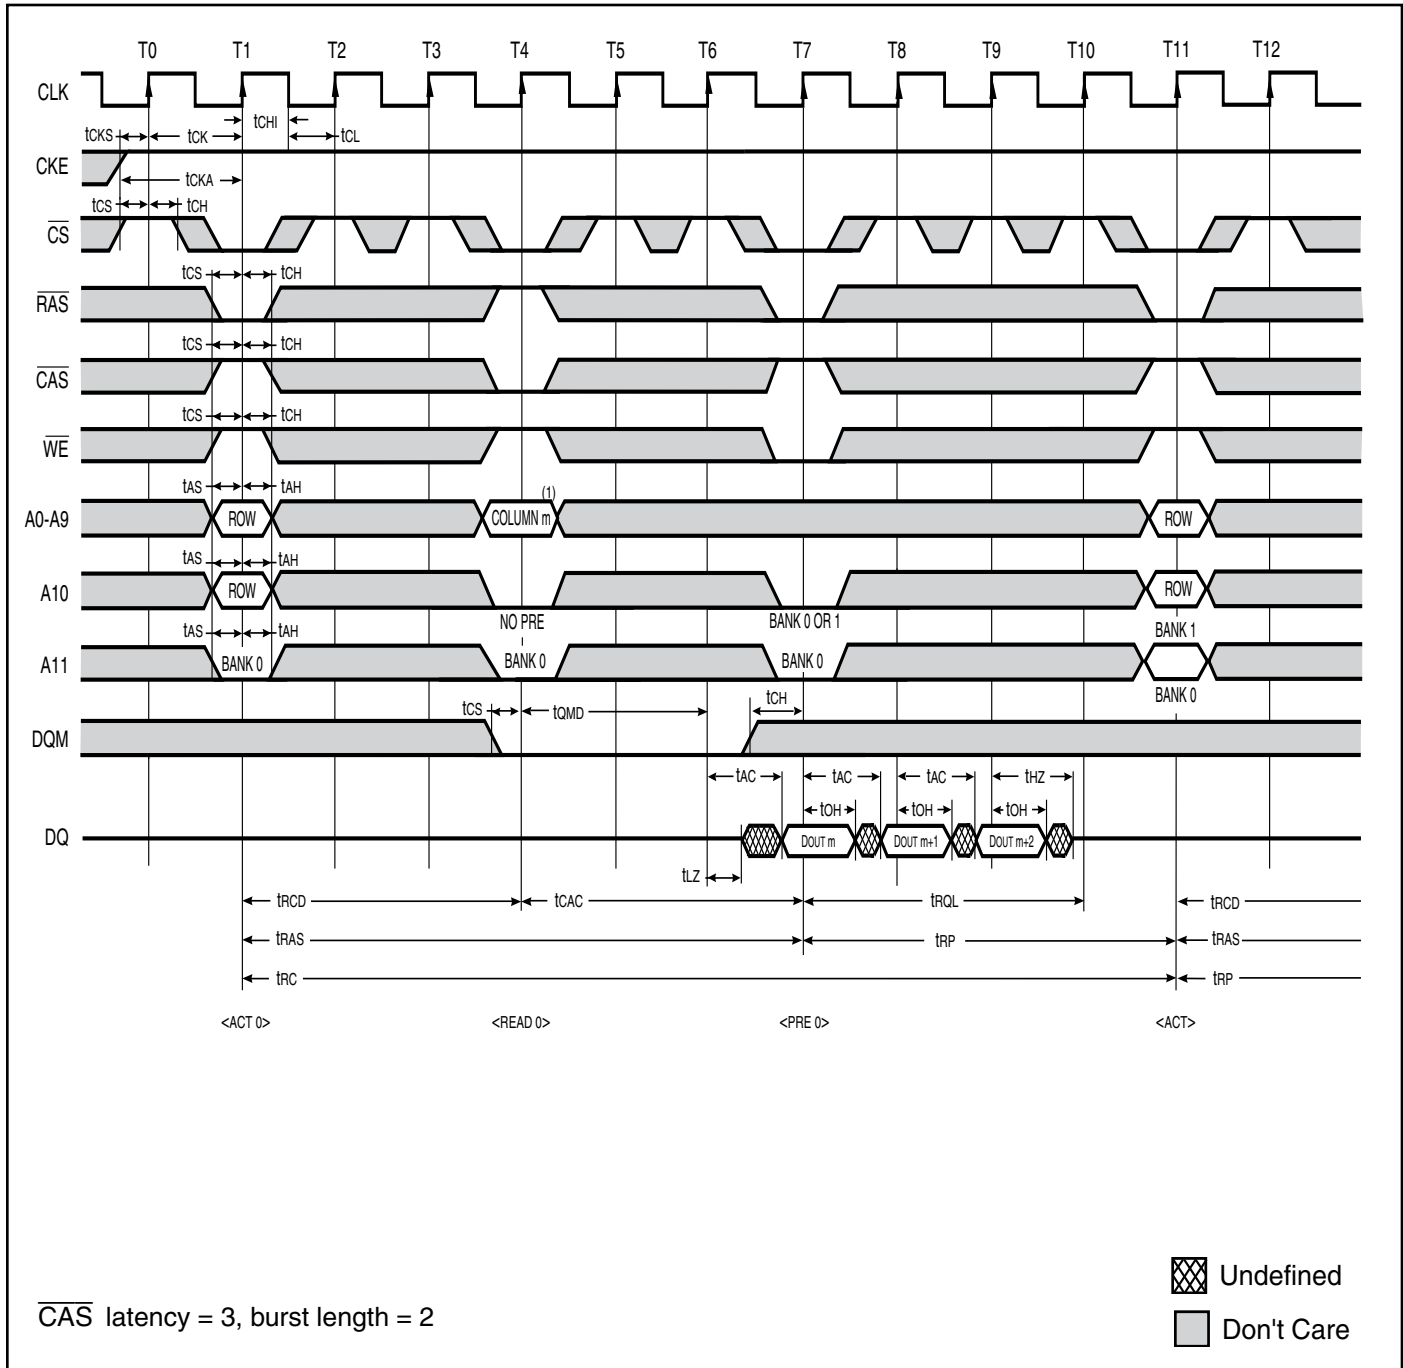 T0 T1 T2 T3 T4 T5 T6 T7 T8 T9 T10 T11 T12
CLK
tCHI
tCKS tCK tCL
CKE
tCKA
tCS tCH
CS
tCS tCH
RAS
tCS tCH
CAS
tCS tCH
WE
tAS tAH (1)
A0-A9 ROW COLUMN m ROW
tAS tAH
A10 ROW ROW
NO PRE BANK 0 OR 1
tAS tAH BANK 1
A11 BANK 0 BANK 0 BANK 0
BANK 0
tCS tQMD tCH
DQM
tAC tAC tAC tHZ
tOH tOH tOH
DQ DOUT m DOUT m+1 DOUT m+2
tLZ
tRCD tCAC tRQL tRCD
tRAS tRP tRAS
tRC tRP
<ACT 0> <READ 0> <PRE 0> <ACT>
Undefined
CAS latency = 3, burst length = 2
Don't Care